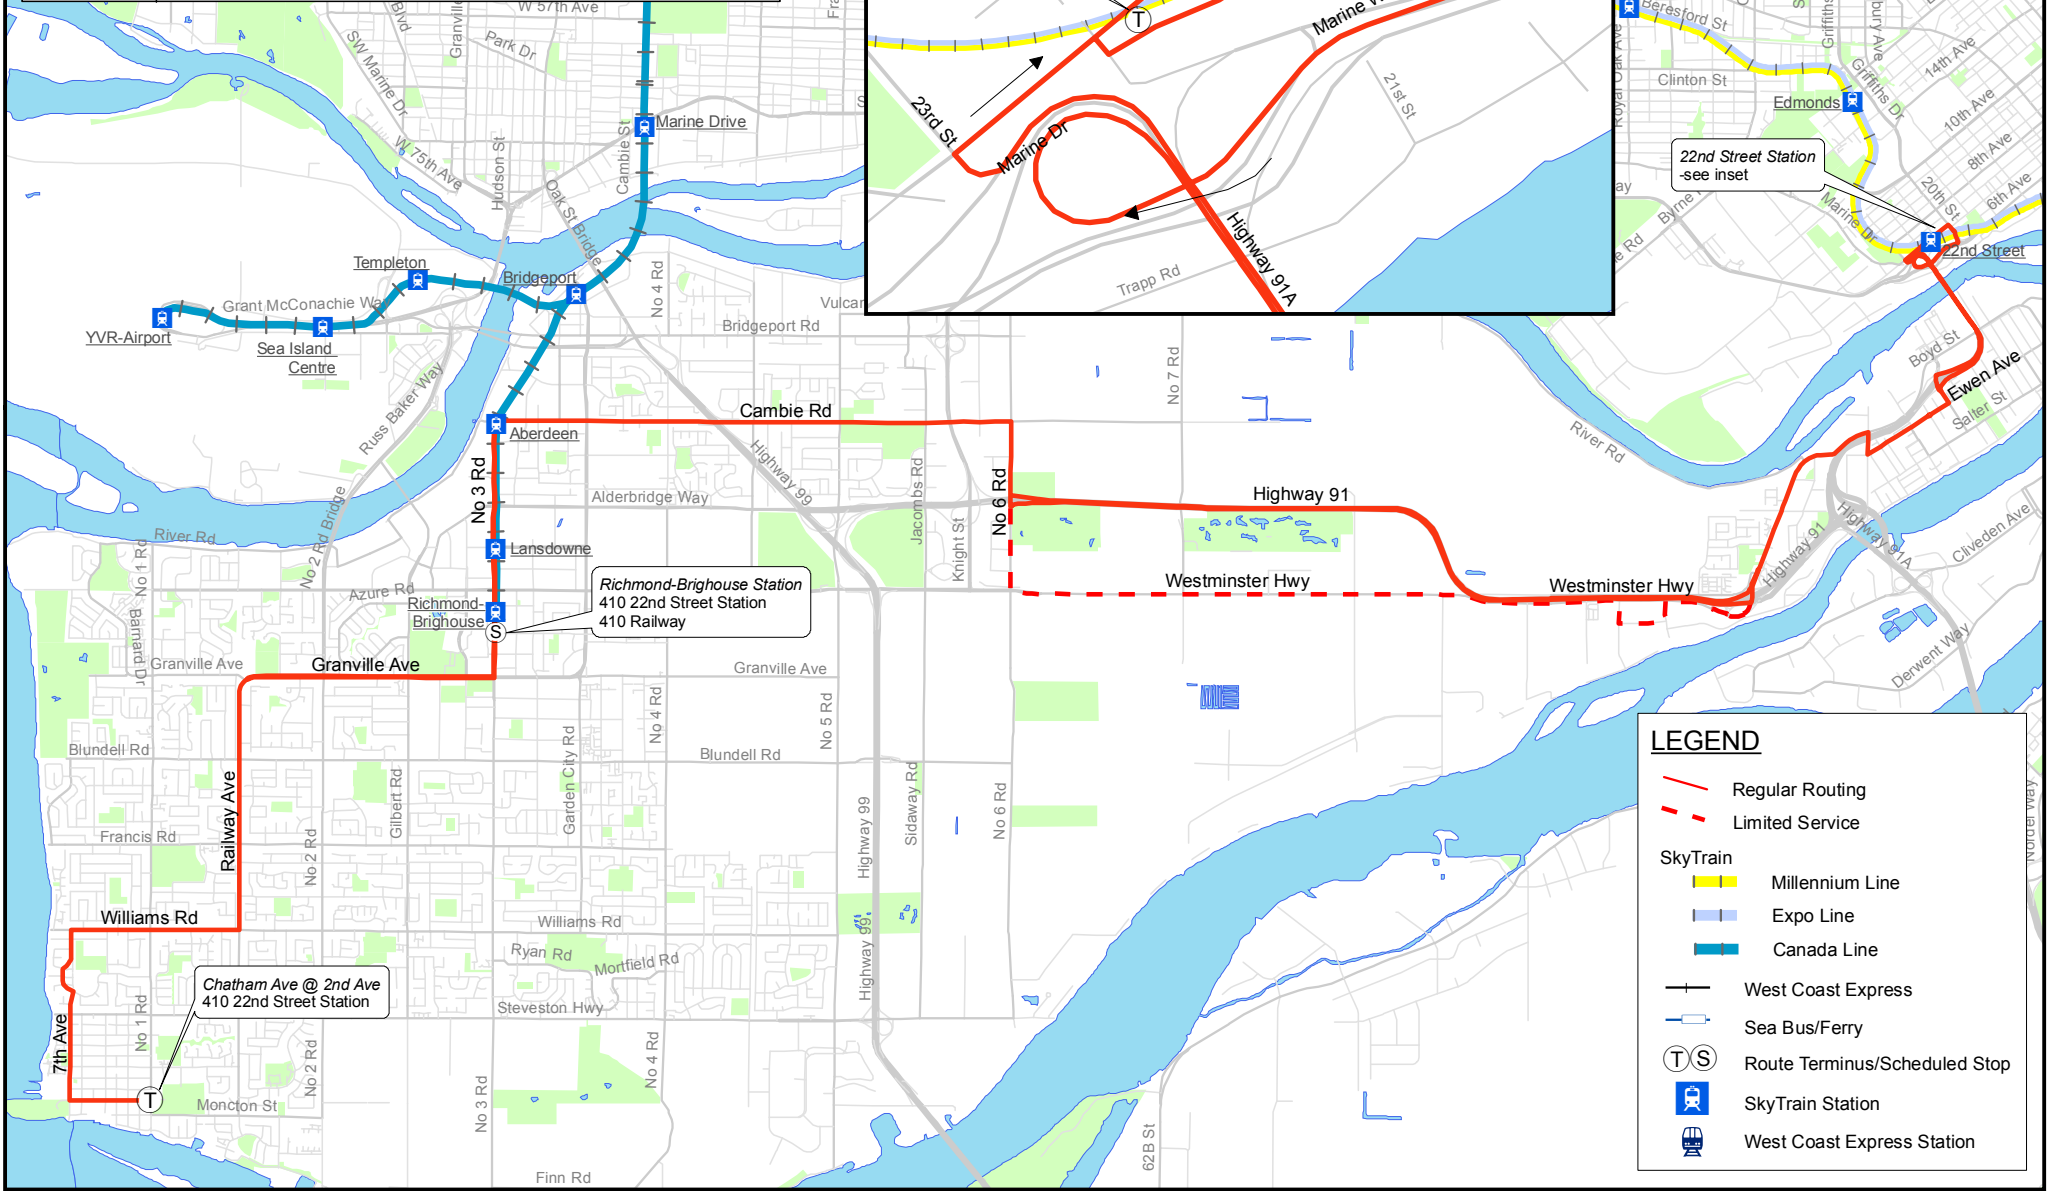 W 57th Ave
Granville
Blvd
Park Dr
SW Marine Dr
W 75th Ave
Hudson St
Oak St Bridge
Cambie St
Marine Drive
Templeton
Bridgeport
Grant McConachie Way
YVR-Airport
Sea Island
Centre
No 4 Rd
Vulcan
Bridgeport Rd
Russ Baker Way
Aberdeen
Cambie Rd
No 3 Rd
Highway 99
Alderbridge Way
Jacombs Rd
Knight St
No 6 Rd
No 7 Rd
Highway 91
River Rd
No 2 Rd Bridge
No 1 Rd
Barnard Dr
Azure Rd
Lansdowne
Richmond-
Brighouse
S
Richmond-Brighouse Station
410 22nd Street Station
410 Railway
Westminster Hwy
Westminster Hwy
Granville Ave
Granville Ave
Granville Ave
No 4 Rd
No 5 Rd
Blundell Rd
Blundell Rd
Railway Ave
Gilbert Rd
Garden City Rd
Francis Rd
No 2 Rd
Highway 99
Sidaway Rd
No 6 Rd
Williams Rd
Williams Rd
Ryan Rd
Mortfield Rd
Highway 99
Chatham Ave @ 2nd Ave
410 22nd Street Station
Steveston Hwy
7th Ave
No 1 Rd
No 2 Rd
No 3 Rd
No 4 Rd
T
Moncton St
Finn Rd
62B St
T
Marine W
23rd St
Marine Dr
21st St
Highway 91A
Trapp Rd
Beresford St
Royal Oak Ave
Griffiths
Griffiths Dr
Clinton St
Edmonds
14th Ave
10th Ave
8th Ave
6th Ave
20th St
22nd Street Station
-see inset
Byrne
Marine Dr
22nd Street
Boyd St
Ewen Ave
Salter St
River Rd
Highway 91
Highway 91A
Cliveden Ave
Derwent Way
Nordel Way
LEGEND
Regular Routing
Limited Service
SkyTrain
Millennium Line
Expo Line
Canada Line
West Coast Express
Sea Bus/Ferry
T S Route Terminus/Scheduled Stop
SkyTrain Station
West Coast Express Station